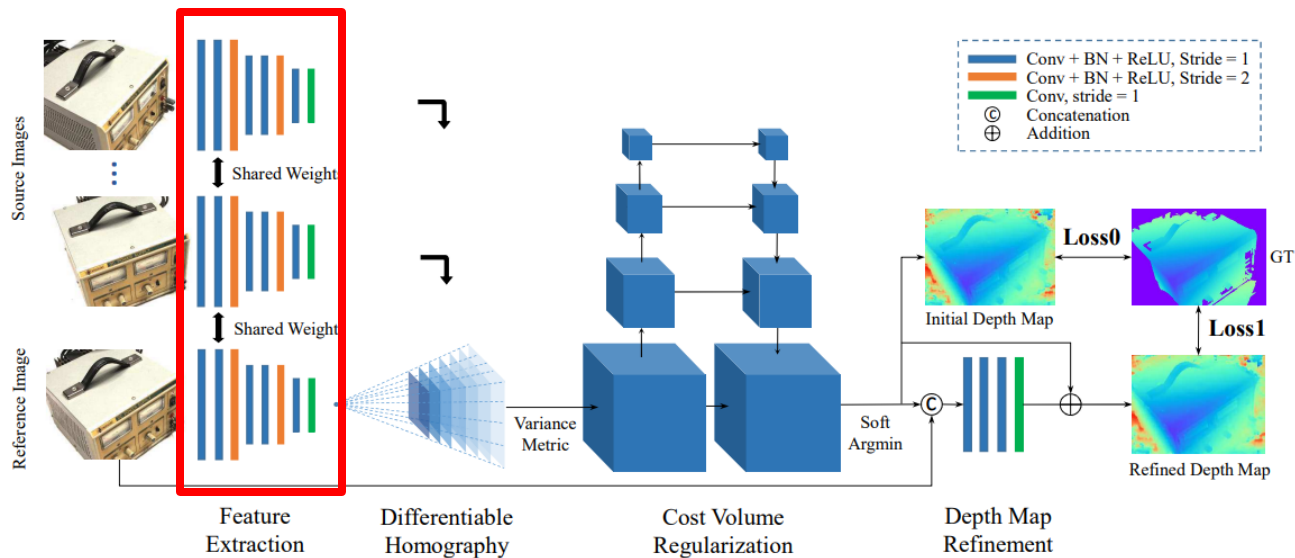 Source Images
Reference Image
Shared Weights
Shared Weights
Conv + BN + ReLU, Stride = 1
Conv + BN + ReLU, Stride = 2
Conv, stride = 1
C Concatenation
Addition
Loss0
GT
Initial Depth Map
Loss1
Variance
Metric
Soft
Argmin
C
Refined Depth Map
Feature
Extraction
Differentiable
Homography
Cost Volume
Regularization
Depth Map
Refinement